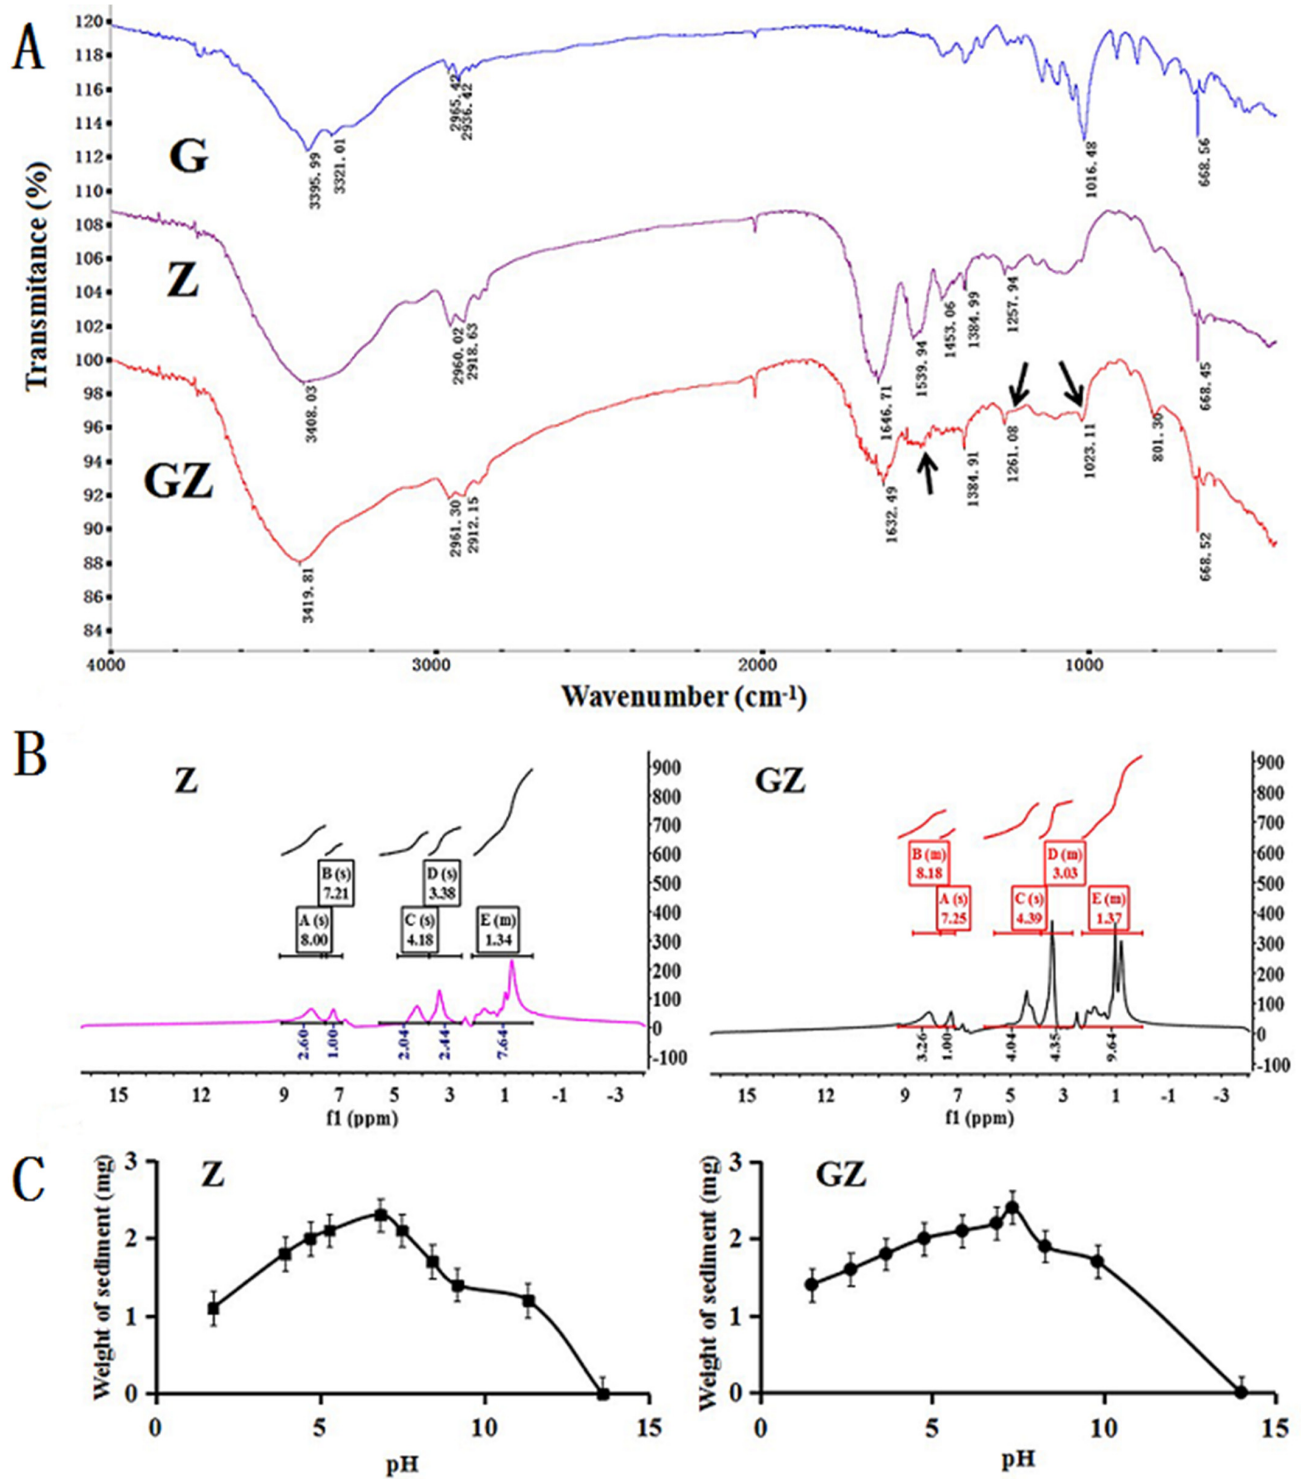 A
120
118
116
114
112
110
108
106
104
102
100
98
96
94
92
90
88
86
84
Transmitance (%)
G
3395.99
3321.01
2965.42
2936.42
1016.48
668.56
Z
3408.03
2960.02
2918.63
1646.71
1539.94
1453.06
1384.99
1257.94
668.45
GZ
3419.81
2961.30
2912.15
1632.49
1384.91
1261.08
1023.11
801.30
668.52
4000 3000 2000 1000
Wavenumber (cm-1)
B
Z
B (s)
7.21
D (s)
3.38
A (s)
8.00
C (s)
4.18
E (m)
1.34
900
800
700
600
500
400
300
200
100
0
-100
2.60
1.00
2.04
2.44
7.64
15 12 9 7 5 3 1 -1 -3
f1 (ppm)
GZ
B (m)
8.18
D (m)
3.03
A (s)
7.25
C (s)
4.39
E (m)
1.37
900
800
700
600
500
400
300
200
100
0
-100
3.26
1.00
4.04
4.35
9.64
15 12 9 7 5 3 1 -1 -3
f1 (ppm)
C
Z
Weight of sediment (mg)
3
2
1
0
0 5 10 15
pH
GZ
Weight of sediment (mg)
3
2
1
0
0 5 10 15
pH